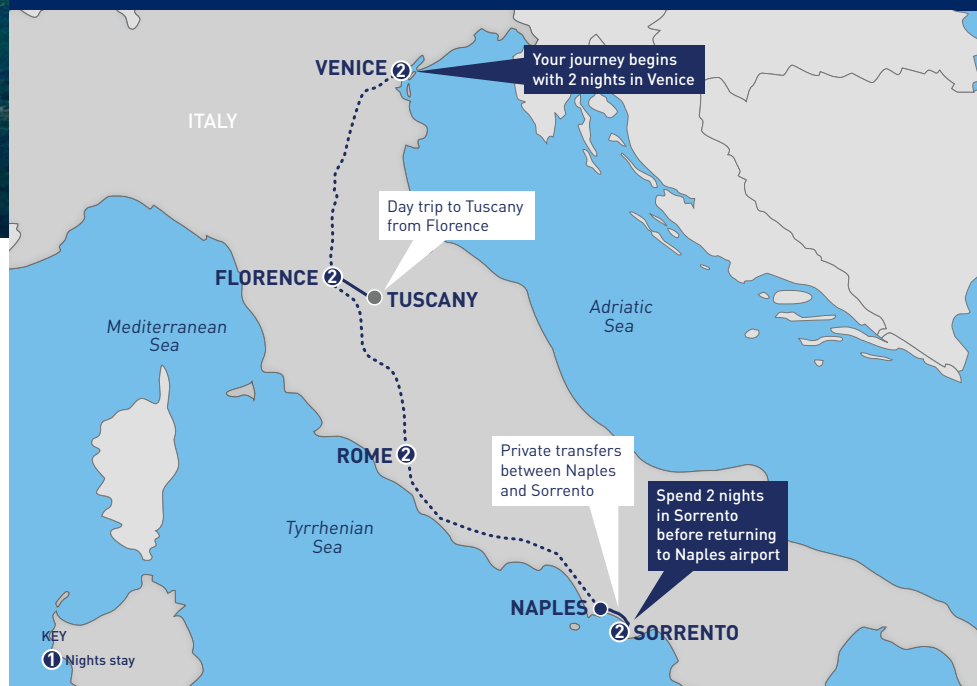 VENICE 2
Your journey begins
with 2 nights in Venice
ITALY
Day trip to Tuscany
from Florence
FLORENCE 2
TUSCANY
Mediterranean
Sea
Adriatic
Sea
ROME 2
Private transfers
between Naples
and Sorrento
Spend 2 nights
in Sorrento
before returning
to Naples airport
Tyrrhenian
Sea
NAPLES
2 SORRENTO
KEY
1 Nights stay